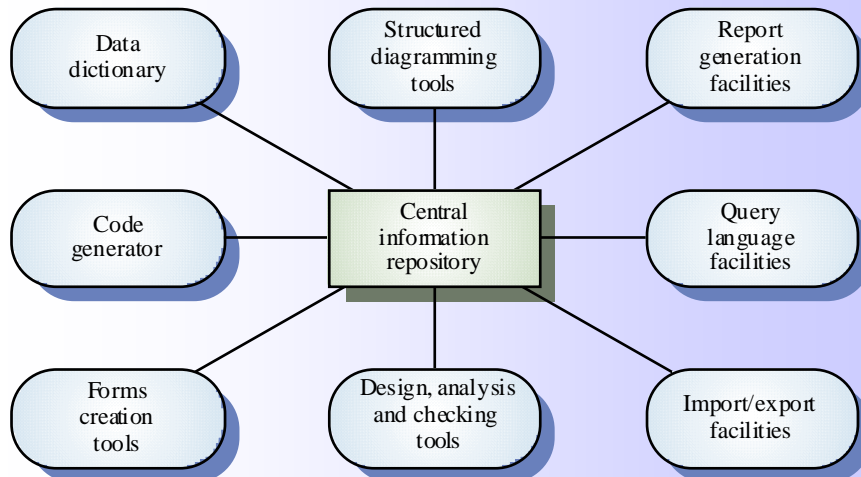 Data
dictionary
Structured
diagramming
tools
Report
generation
facilities
Code
generator
Central
information
repository
Query
language
facilities
Forms
creation
tools
Design, analysis
and checking
tools
Import/export
facilities